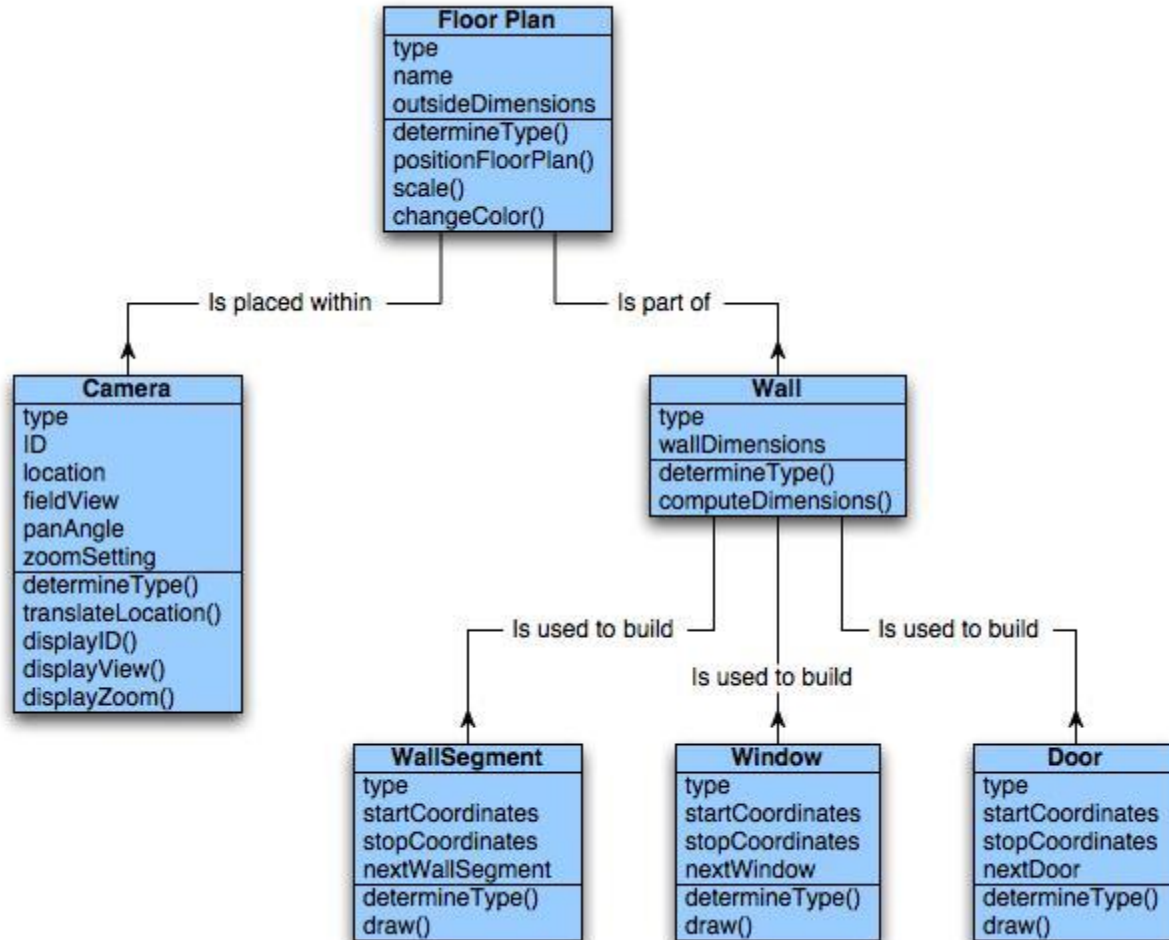 Floor Plan
type
name
outsideDimensions
determineType()
positionFloorPlan()
scale()
changeColor()
Is placed within
Is part of
Camera
type
ID
location
fieldView
panAngle
zoomSetting
determineType()
translateLocation()
displayID()
displayView()
displayZoom()
Wall
type
wallDimensions
determineType()
computeDimensions()
Is used to build
Is used to build
Is used to build
WallSegment
type
startCoordinates
stopCoordinates
nextWallSegment
determineType()
draw()
Window
type
startCoordinates
stopCoordinates
nextWindow
determineType()
draw()
Door
type
startCoordinates
stopCoordinates
nextDoor
determineType()
draw()